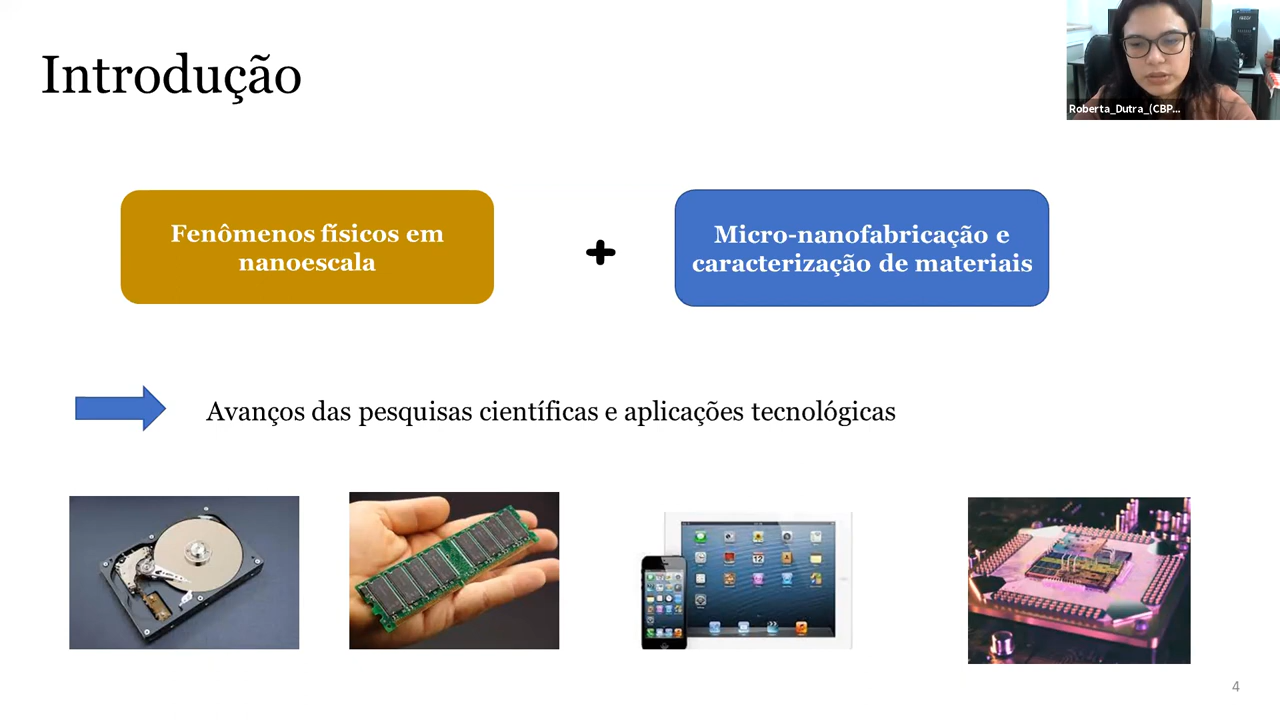 Introdução
Roberta_Dutra_(CBP...
Fenômenos físicos em
nanoescala
+
Micro-nanofabricação e
caracterização de materiais
Avanços das pesquisas científicas e aplicações tecnológicas
4